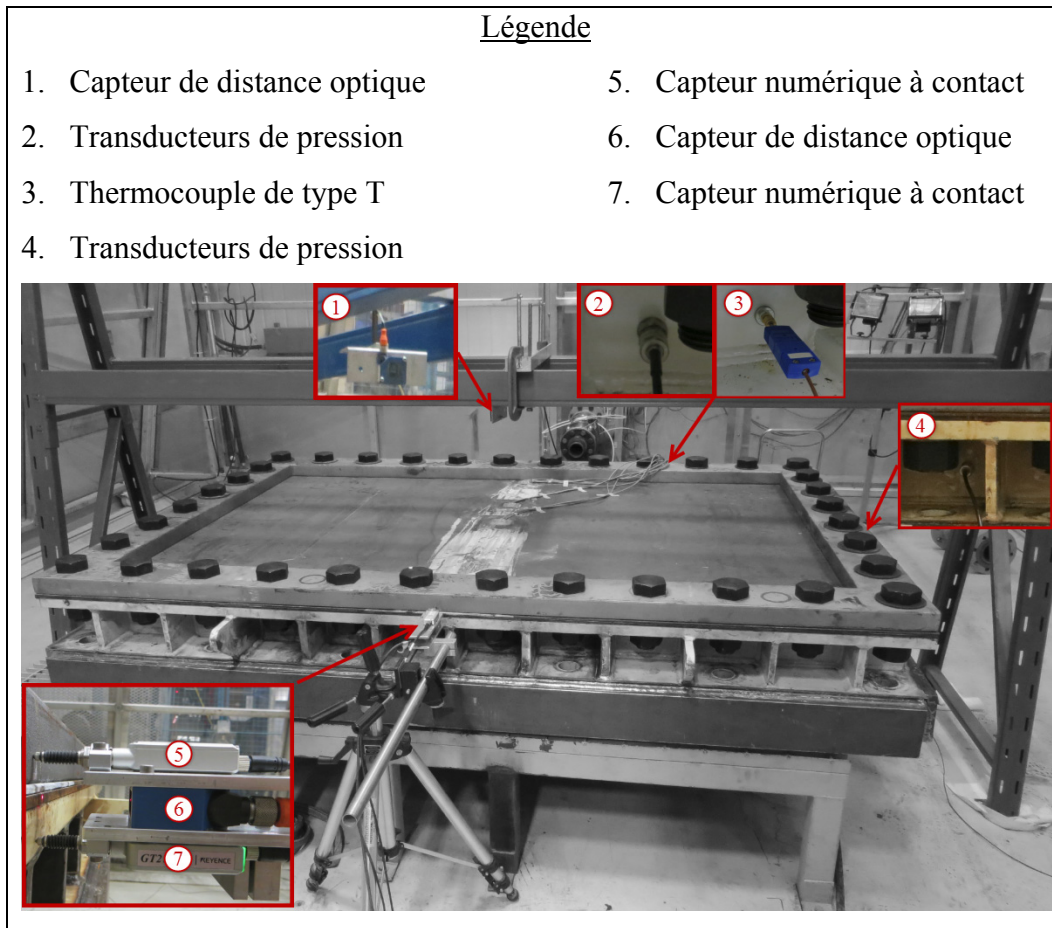 Légende
1. Capteur de distance optique
2. Transducteurs de pression
3. Thermocouple de type T
4. Transducteurs de pression
5. Capteur numérique à contact
6. Capteur de distance optique
7. Capteur numérique à contact
1
2
3
4
5
6
GT2 7 KEYENCE